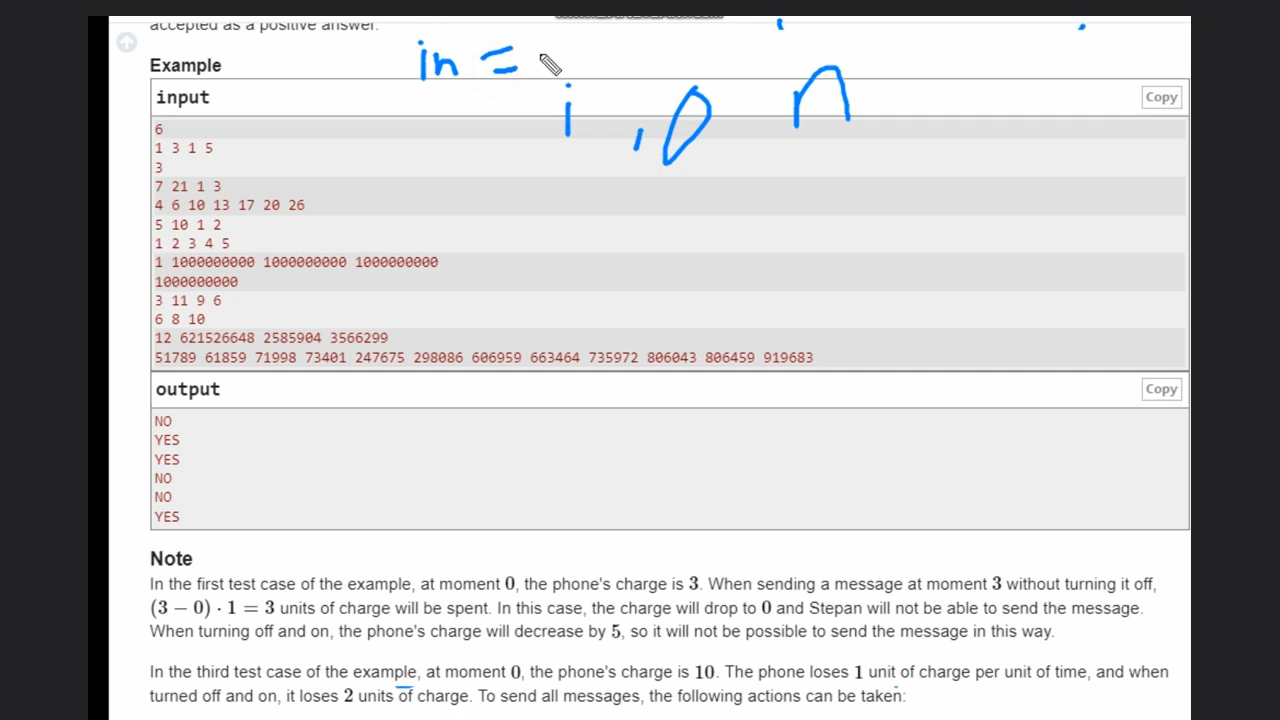 accepted as a positive answer.
in =
i , 0 n
Example
input
Copy
6
1 3 1 5
3
7 21 1 3
4 6 10 13 17 20 26
5 10 1 2
1 2 3 4 5
1 1000000000 1000000000 1000000000
1000000000
3 11 9 6
6 8 10
12 621526648 2585904 3566299
51789 61859 71998 73401 247675 298086 606959 663464 735972 806043 806459 919683
output
Copy
NO
YES
YES
NO
NO
YES
Note
In the first test case of the example, at moment 0, the phone's charge is 3. When sending a message at moment 3 without turning it off,
(3 − 0) · 1 = 3 units of charge will be spent. In this case, the charge will drop to 0 and Stepan will not be able to send the message.
When turning off and on, the phone's charge will decrease by 5, so it will not be possible to send the message in this way.
In the third test case of the example, at moment 0, the phone's charge is 10. The phone loses 1 unit of charge per unit of time, and when
turned off and on, it loses 2 units of charge. To send all messages, the following actions can be taken: